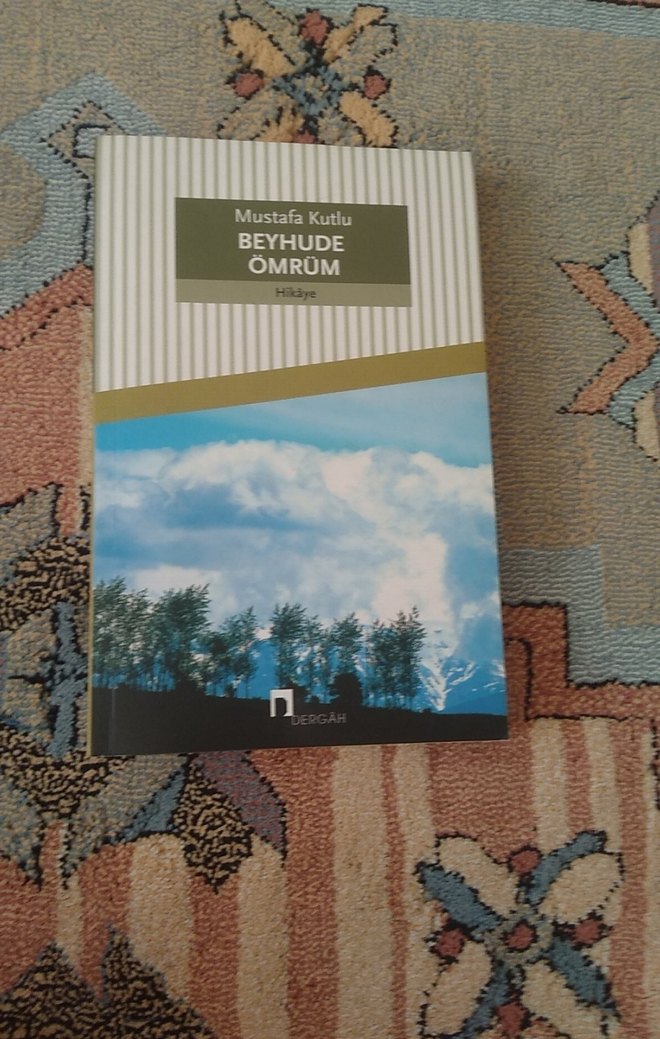 Mustafa Kutlu
BEYHUDE
ÖMRÜM
Hikâye
DERGÂH